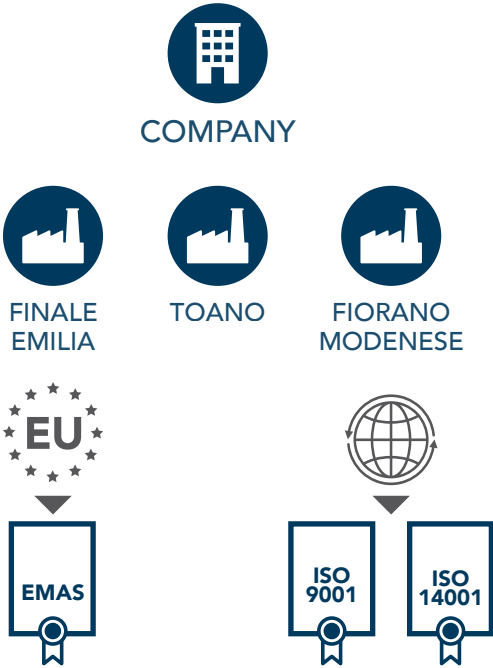 COMPANY
FINALE
EMILIA
TOANO
FIORANO
MODENESE
EU
EMAS
ISO
9001
ISO
14001